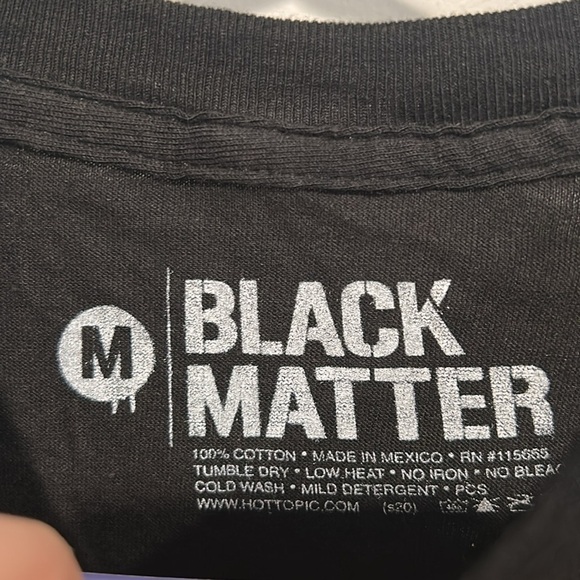 M
BLACK
MATTER
100% COTTON • MADE IN MEXICO • RN #115665
TUMBLE DRY • LOW HEAT • NO IRON • NO BLEAC
COLD WASH • MILD DETERGENT • PCS
WWW.HOTTOPIC.COM (s20)